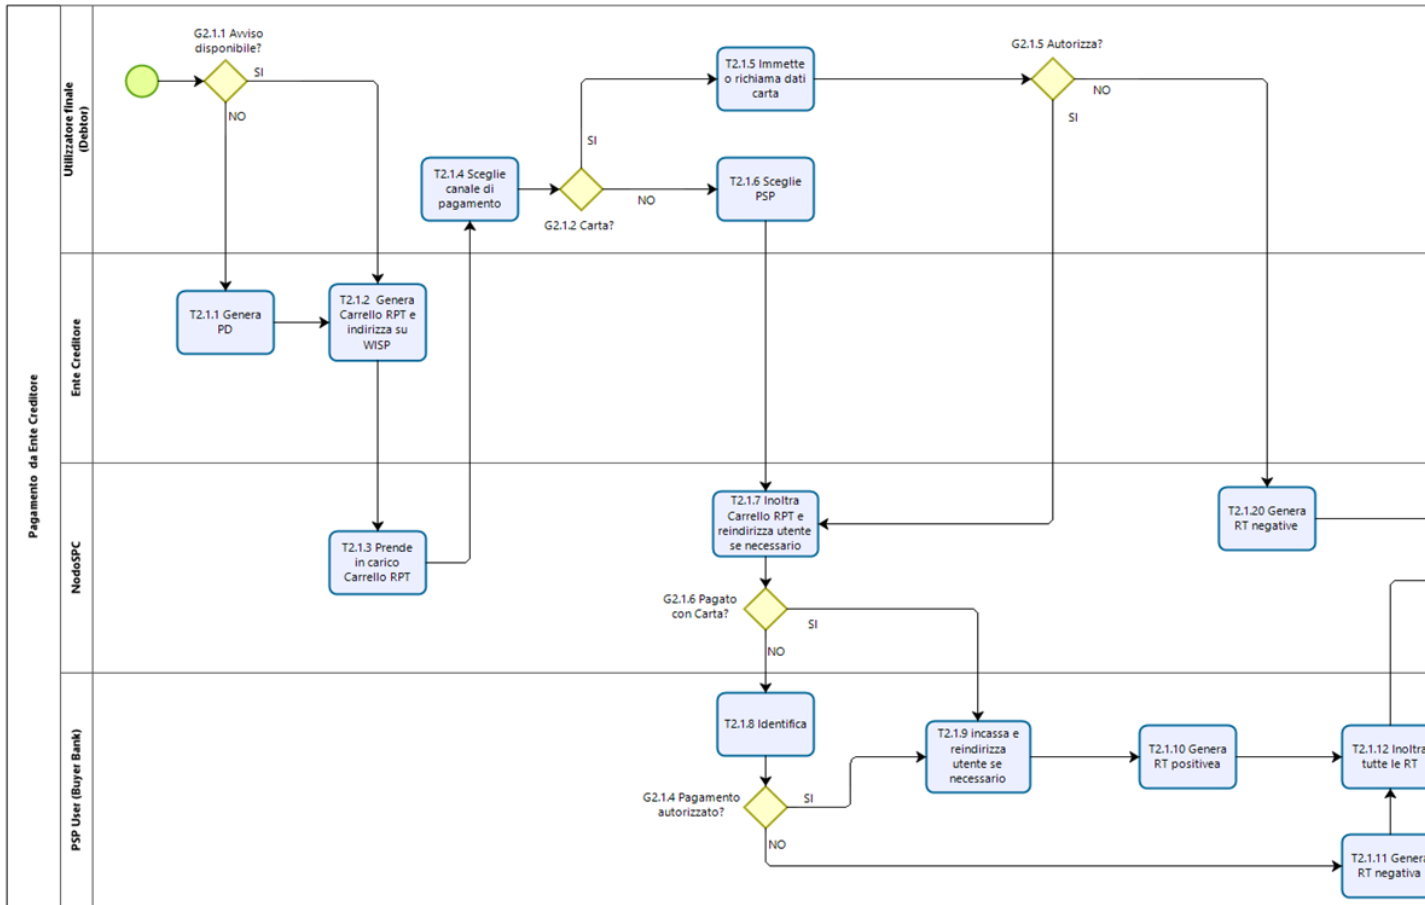 Pagamento da Ente Creditore
Utilizzatore finale
(Debtor)
G2.1.1 Avviso
disponibile?
SI
NO
T2.1.4 Sceglie
canale di
pagamento
G2.1.2 Carta?
SI
NO
T2.1.5 Immette
o richiama dati
carta
T2.1.6 Sceglie
PSP
G2.1.5 Autorizza?
NO
SI
Ente Creditore
T2.1.1 Genera
PD
T2.1.2 Genera
Carrello RPT e
indirizza su
WISP
NodoSPC
T2.1.3 Prende
in carico
Carrello RPT
T2.1.7 Inoltra
Carrello RPT e
reindirizza utente
se necessario
G2.1.6 Pagato
con Carta?
SI
NO
T2.1.20 Genera
RT negative
PSP User (Buyer Bank)
T2.1.8 Identifica
G2.1.4 Pagamento
autorizzato?
SI
NO
T2.1.9 incassa e
reindirizza
utente se
necessario
T2.1.10 Genera
RT positivea
T2.1.12 Inoltra
tutte le RT
T2.1.11 Genera
RT negativa